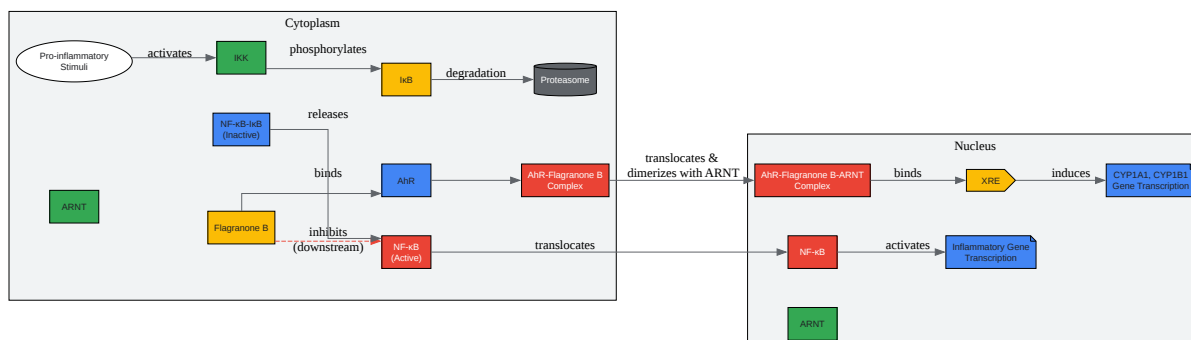 Cytoplasm
Pro-inflammatory
Stimuli
activates
IKK
phosphorylates
IκB
degradation
Proteasome
NF-κB-IκB
(Inactive)
releases
binds
AhR
AhR-Flagranone B
Complex
ARNT
Flagranone B
inhibits
(downstream)
NF-κB
(Active)
translocates &
dimerizes with ARNT
translocates
Nucleus
AhR-Flagranone B-ARNT
Complex
binds
XRE
induces
CYP1A1, CYP1B1
Gene Transcription
NF-κB
activates
Inflammatory Gene
Transcription
ARNT